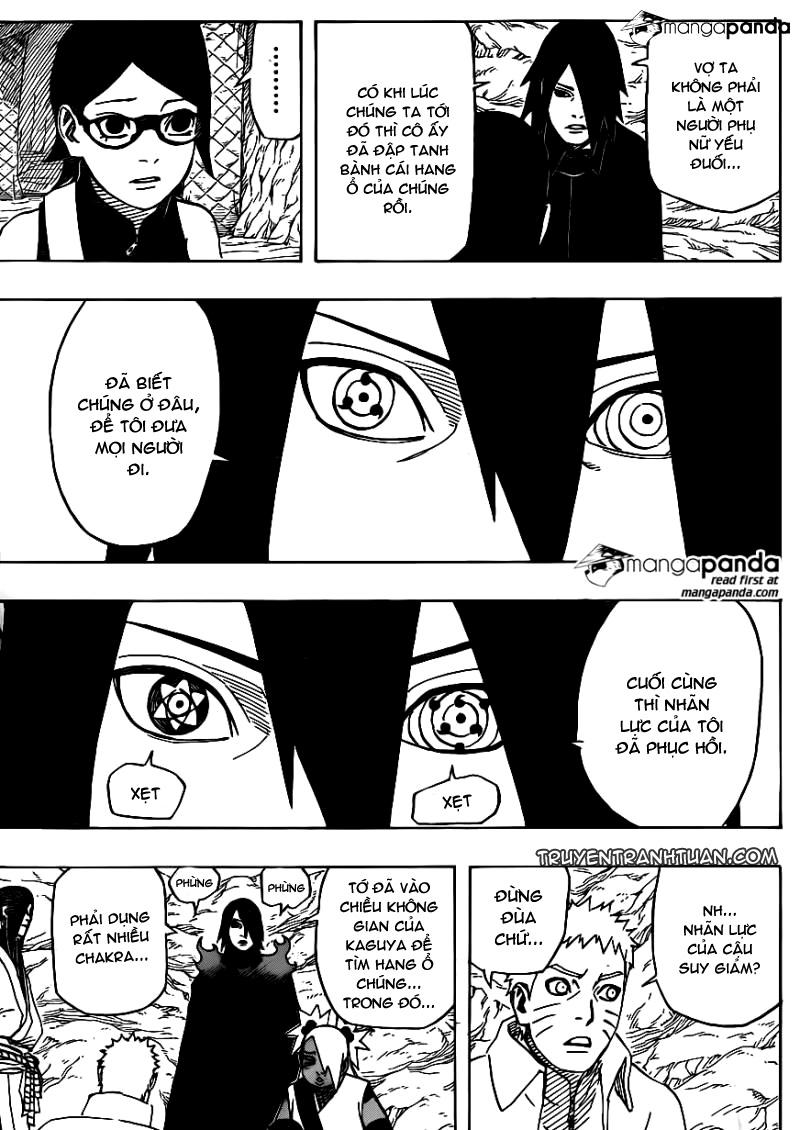 mangapanda
VỢ TA
KHÔNG PHẢI
LÀ MỘT
NGƯỜI PHỤ
NỮ YẾU
ĐUỐI...
CÓ KHI LÚC
CHÚNG TA TỚI
ĐÓ THÌ CÔ ẤY
ĐÃ ĐẬP TANH
BÀNH CÁI HANG
Ổ CỦA CHÚNG
RỒI.
.........
ĐÃ BIẾT
CHÚNG Ở ĐÂU,
ĐỂ TÔI ĐƯA
MỌI NGƯỜI
ĐI.
mangapanda
read first at
mangapanda.com
CUỐI CÙNG
THÌ NHÃN
LỰC CỦA TÔI
ĐÃ PHỤC HỒI.
XẸT
XẸT
TRUYENTRANHTUAN.COM
NH...
NHÃN LỰC
CỦA CẬU
SUY GIẢM?
ĐỪNG
ĐÙA
CHỨ...
TỚ ĐÃ VÀO
CHIỀU KHÔNG
GIAN CỦA
KAGUYA ĐỂ
TÌM HANG Ổ
CHÚNG...
TRONG ĐÓ...
PHỪNG
PHỪNG
PHẢI DỤNG
RẤT NHIỀU
CHAKRA...